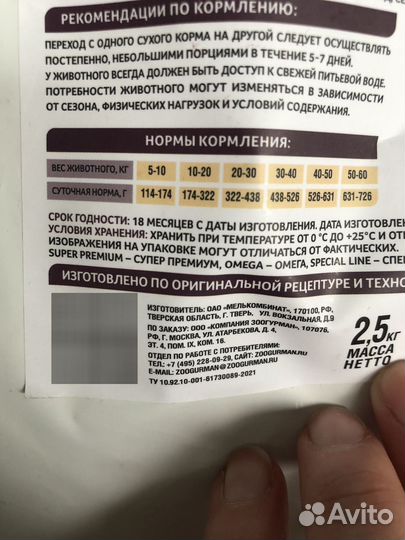 РЕКОМЕНДАЦИИ ПО КОРМЛЕНИЮ:
ПЕРЕХОД С ОДНОГО СУХОГО КОРМА НА ДРУГОЙ СЛЕДУЕТ ОСУЩЕСТВЛЯТЬ
ПОСТЕПЕННО, НЕБОЛЬШИМИ ПОРЦИЯМИ В ТЕЧЕНИЕ 5-7 ДНЕЙ.
У ЖИВОТНОГО ВСЕГДА ДОЛЖЕН БЫТЬ ДОСТУП К СВЕЖЕЙ ПИТЬЕВОЙ ВОДЕ.
ПОТРЕБНОСТИ ЖИВОТНОГО МОГУТ ИЗМЕНЯТЬСЯ В ЗАВИСИМОСТИ
ОТ СЕЗОНА, ФИЗИЧЕСКИХ НАГРУЗОК И УСЛОВИЙ СОДЕРЖАНИЯ.
НОРМЫ КОРМЛЕНИЯ:
ВЕС ЖИВОТНОГО, КГ 5-10 10-20 20-30 30-40 40-50 50-60
СУТОЧНАЯ НОРМА, Г 114-174 174-322 322-438 438-526 526-631 631-726
СРОК ГОДНОСТИ: 18 МЕСЯЦЕВ С ДАТЫ ИЗГОТОВЛЕНИЯ. ДАТА ИЗГОТОВЛЕН
УСЛОВИЯ ХРАНЕНИЯ: ХРАНИТЬ ПРИ ТЕМПЕРАТУРЕ ОТ 0 °С ДО +25°С И ОТН
ИЗОБРАЖЕНИЯ НА УПАКОВКЕ МОГУТ ОТЛИЧАТЬСЯ ОТ ФАКТИЧЕСКИХ.
SUPER PREMIUM – СУПЕР ПРЕМИУМ, OMEGA – ОМЕГА, SPECIAL LINE – СПЕ
ИЗГОТОВЛЕНО ПО ОРИГИНАЛЬНОЙ РЕЦЕПТУРЕ И ТЕХНО
ИЗГОТОВИТЕЛЬ: ОАО «МЕЛЬКОМБИНАТ», 170100, РФ,
ТВЕРСКАЯ ОБЛАСТЬ, Г. ТВЕРЬ, УЛ. ВОКЗАЛЬНАЯ, Д.9
ПО ЗАКАЗУ: ООО «КОМПАНИЯ ЗООГУРМАН», 107076,
РФ, Г. МОСКВА, УЛ. АТАРБЕКОВА, Д. 4,
ЭТ. 4, ПОМ. IX, КОМ. 16.
ОТДЕЛ ПО РАБОТЕ С ПОТРЕБИТЕЛЯМИ:
ТЕЛ.: +7 (495) 228-09-29, САЙТ: ZOOGURMAN.RU
E-MAIL: ZOOGURMAN@ZOOGURMAN.RU
ТУ 10.92.10-001-61730089-2021
2,5КГ
МАССА
НЕТТО
Avito